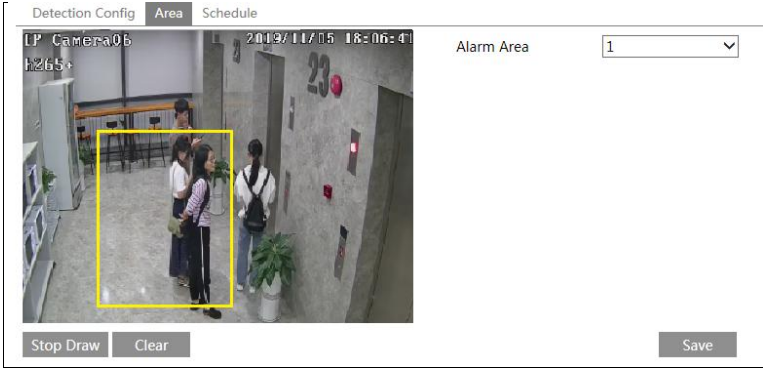 Detection Config Area Schedule
IP Camera06 2019/11/05 18:06:41
h265+
23
23
Alarm Area 1
Stop Draw Clear
Save